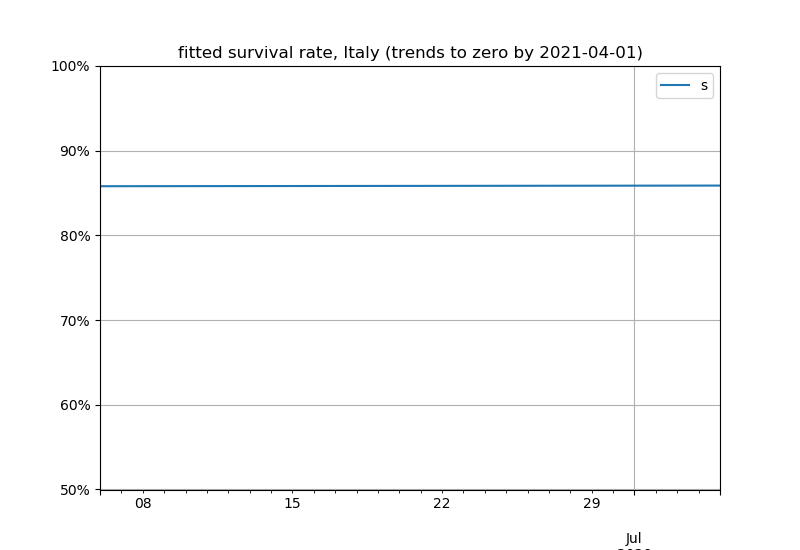 fitted survival rate, Italy (trends to zero by 2021-04-01)
100%
s
90%
80%
70%
60%
50%
08 15 22 29
Jul